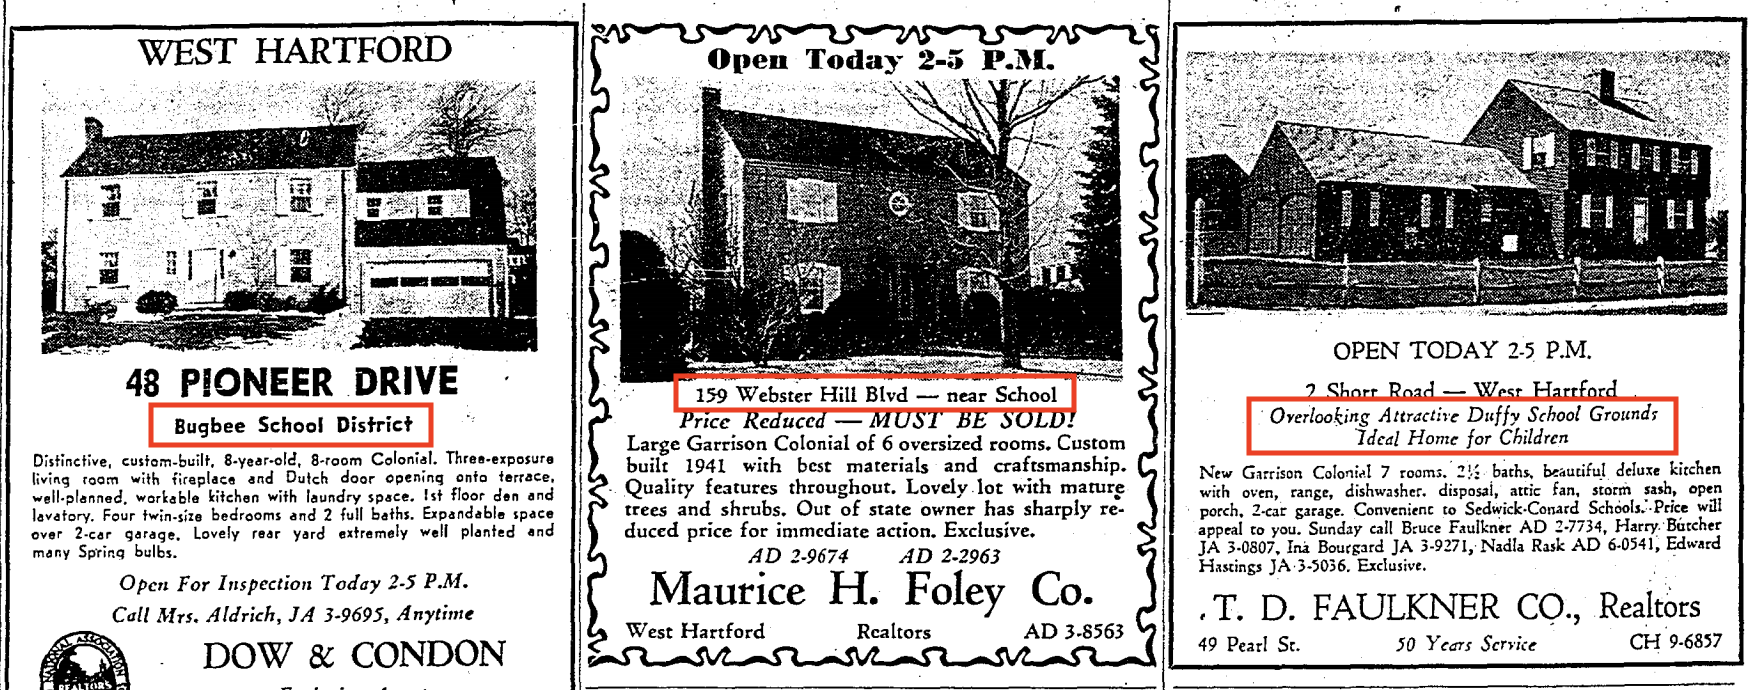 WEST HARTFORD
48 PIONEER DRIVE
Bugbee School District
Distinctive, custom-built, 8-year-old, 8-room Colonial. Three-exposure
living room with fireplace and Dutch door opening onto terrace,
well-planned, workable kitchen with laundry space. 1st floor den and
lavatory. Four twin-size bedrooms and 2 full baths. Expandable space
over 2-car garage. Lovely rear yard extremely well planted and
many Spring bulbs.
Open For Inspection Today 2-5 P.M.
Call Mrs. Aldrich, JA 3-9695, Anytime
DOW & CONDON
Open Today 2-5 P.M.
159 Webster Hill Blvd — near School
Price Reduced — MUST BE SOLD!
Large Garrison Colonial of 6 oversized rooms. Custom
built 1941 with best materials and craftsmanship.
Quality features throughout. Lovely lot with mature
trees and shrubs. Out of state owner has sharply re-
duced price for immediate action. Exclusive.
AD 2-9674 AD 2-2963
Maurice H. Foley Co.
West Hartford Realtors AD 3-8563
OPEN TODAY 2-5 P.M.
2 Short Road — West Hartford
Overlooking Attractive Duffy School Grounds
Ideal Home for Children
New Garrison Colonial 7 rooms, 2½ baths, beautiful deluxe kitchen
with oven, range, dishwasher, disposal, attic fan, storm sash, open
porch, 2-car garage. Convenient to Sedwick-Conard Schools. Price will
appeal to you. Sunday call Bruce Faulkner AD 2-7734, Harry Butcher
JA 3-0807, Ina Bourgard JA 3-9271, Nadla Rask AD 6-0541, Edward
Hastings JA 3-5036. Exclusive.
T. D. FAULKNER CO., Realtors
49 Pearl St. 50 Years Service CH 9-6857